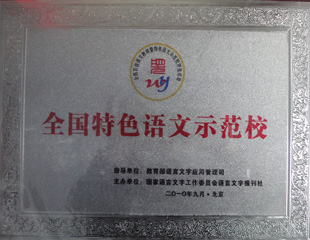 全国特色语文示范校
指导单位：教育部语言文字应用管理司
主办单位：国家语言文字工作委员会语言文字报刊社
二〇一〇年九月·北京